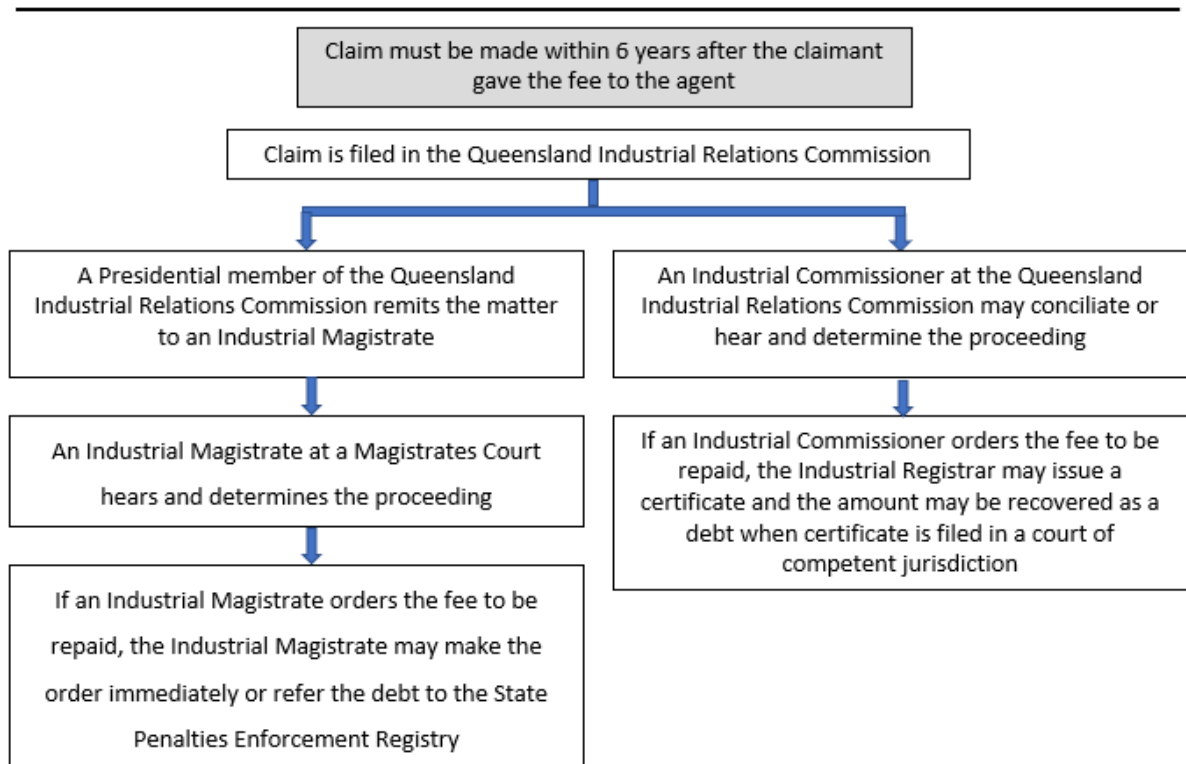 Claim must be made within 6 years after the claimant
gave the fee to the agent
Claim is filed in the Queensland Industrial Relations Commission
A Presidential member of the Queensland
Industrial Relations Commission remits the matter
to an Industrial Magistrate
An Industrial Magistrate at a Magistrates Court
hears and determines the proceeding
If an Industrial Magistrate orders the fee to be
repaid, the Industrial Magistrate may make the
order immediately or refer the debt to the State
Penalties Enforcement Registry
An Industrial Commissioner at the Queensland
Industrial Relations Commission may conciliate or
hear and determine the proceeding
If an Industrial Commissioner orders the fee to be
repaid, the Industrial Registrar may issue a
certificate and the amount may be recovered as a
debt when certificate is filed in a court of
competent jurisdiction